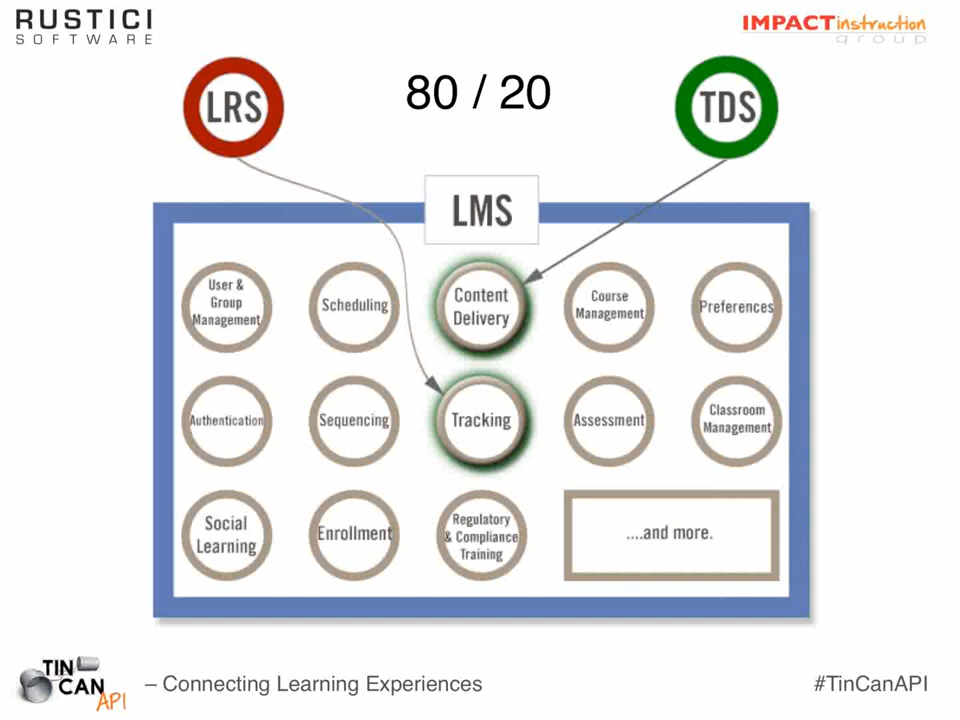 RUSTICI
SOFTWARE
IMPACTinstruction
group
LRS
80 / 20
TDS
LMS
User &
Group
Management
Scheduling
Content
Delivery
Course
Management
Preferences
Authentication
Sequencing
Tracking
Assessment
Classroom
Management
Social
Learning
Enrollment
Regulatory
& Compliance
Training
....and more.
TIN
CAN
API
– Connecting Learning Experiences
#TinCanAPI